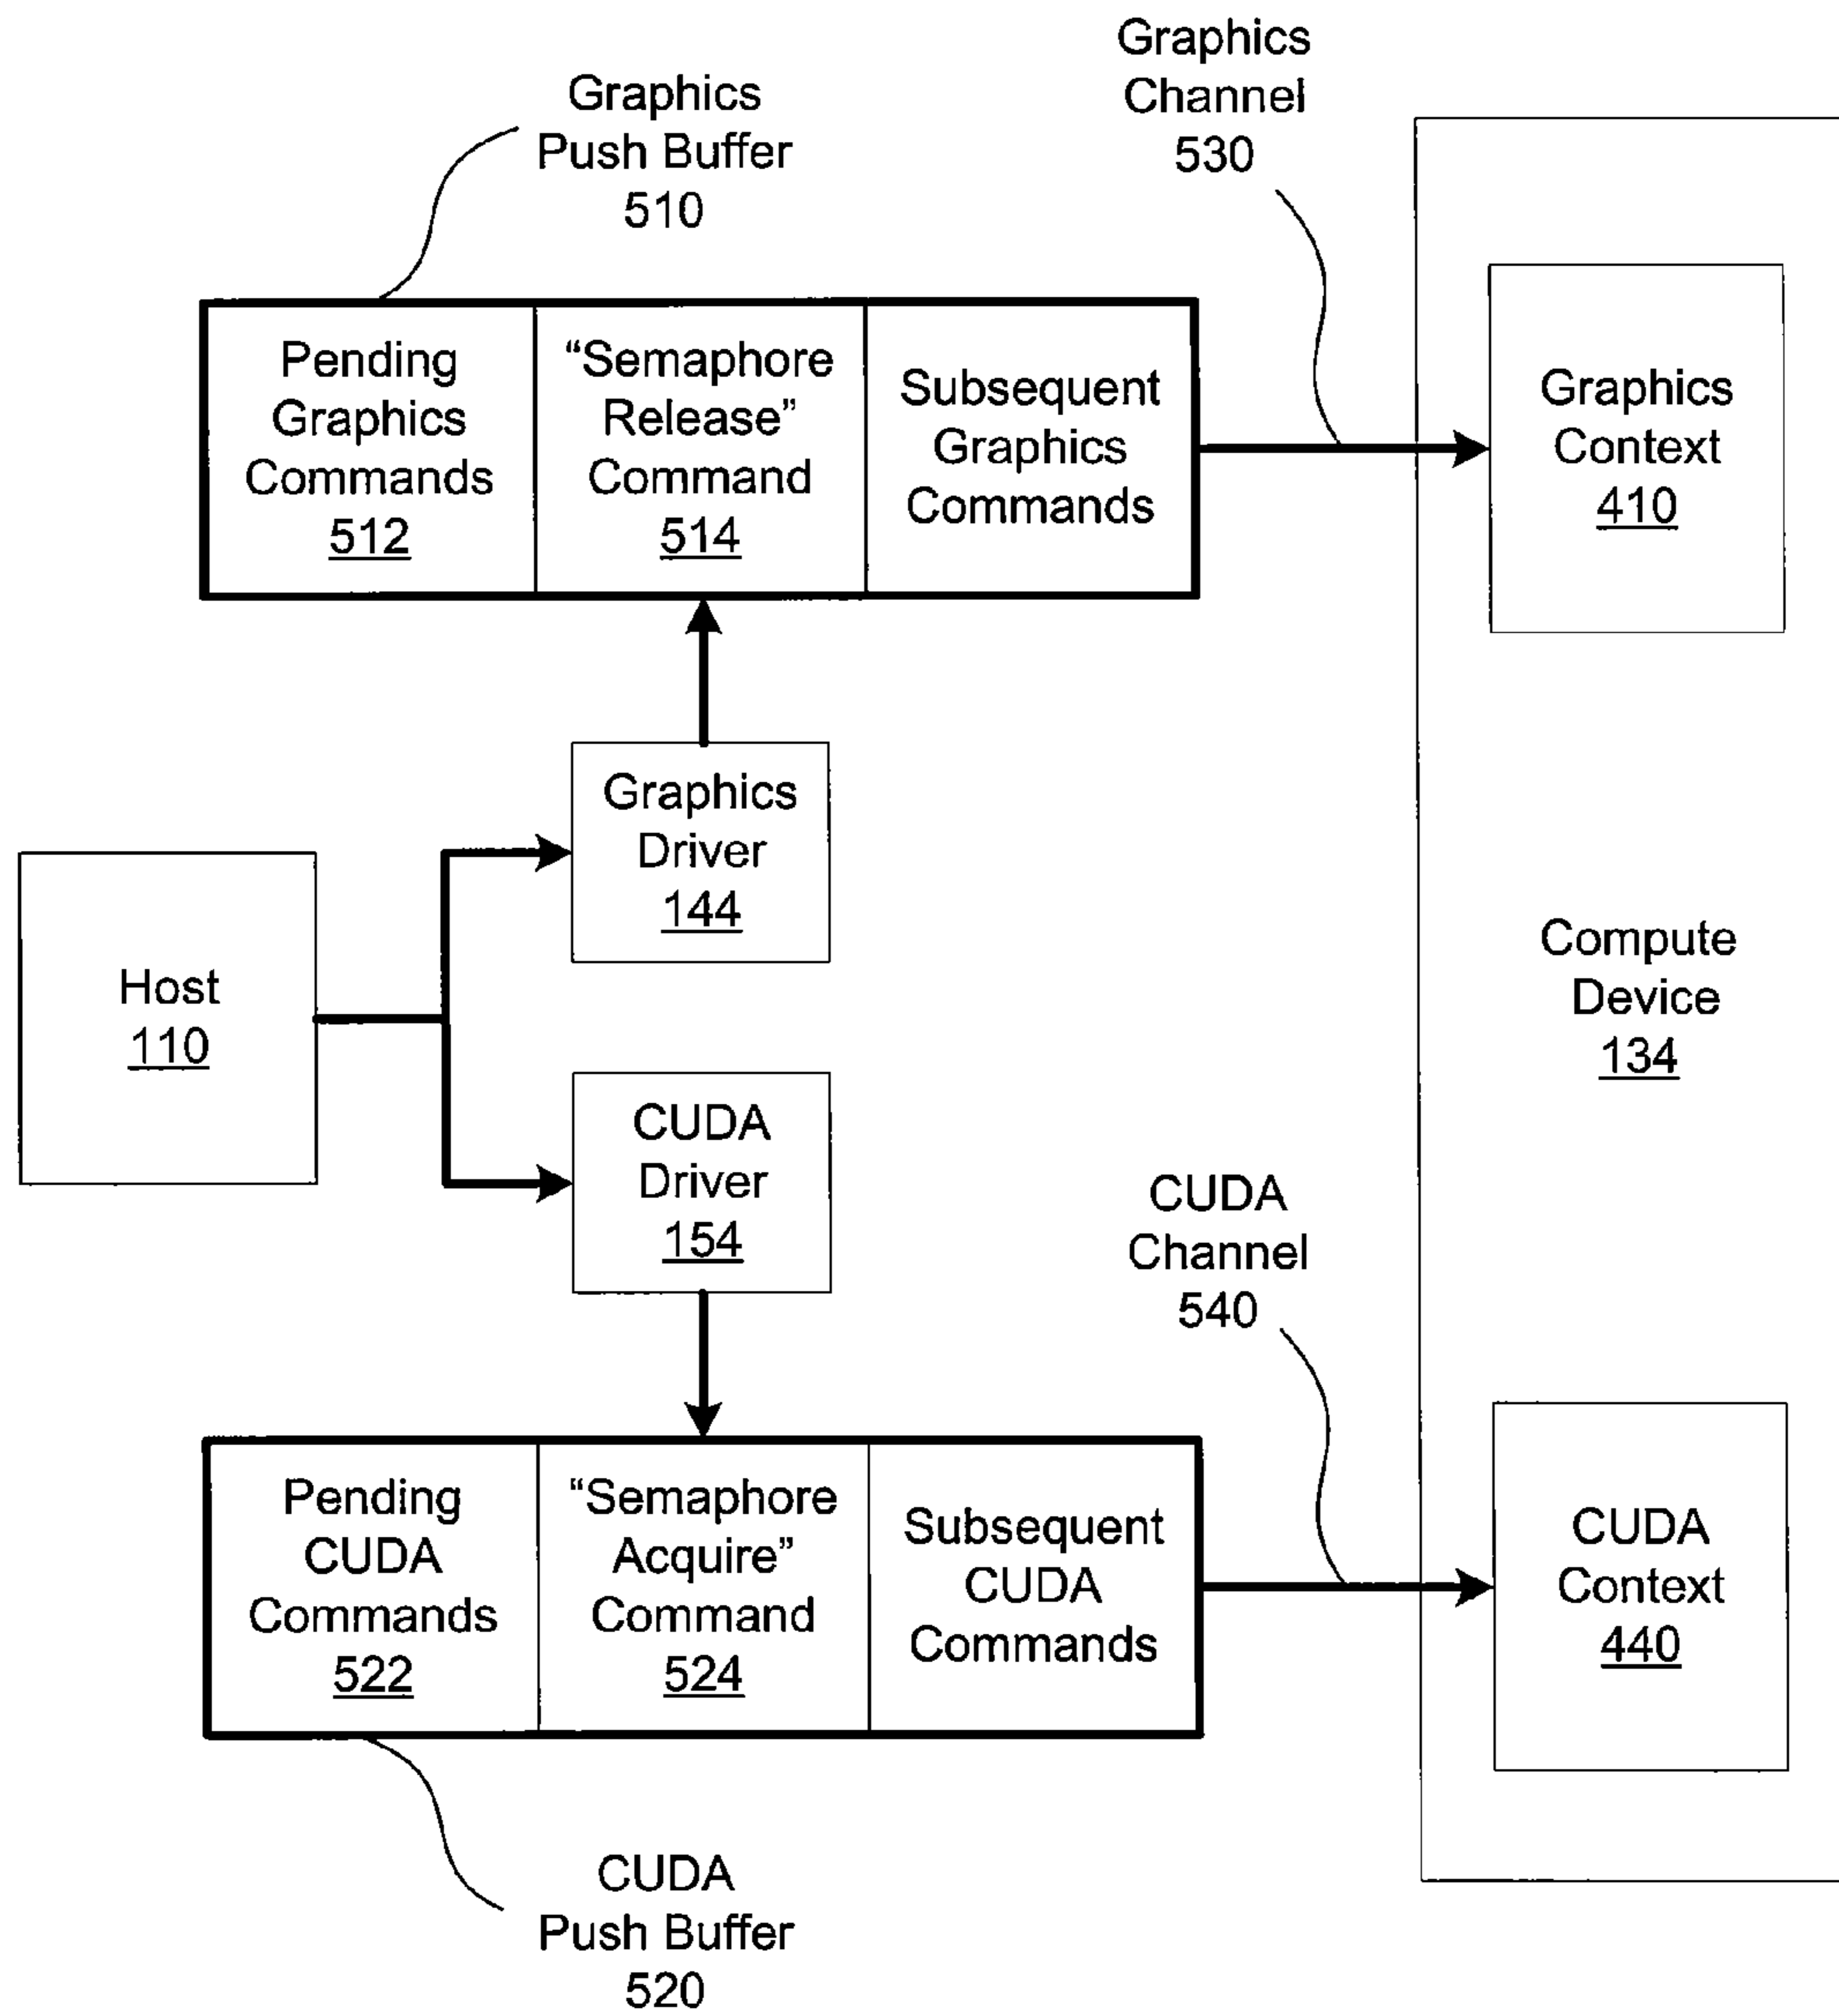 Graphics
Channel
530
Graphics
Push Buffer
510
Pending
Graphics
Commands
512
“Semaphore
Release”
Command
514
Subsequent
Graphics
Commands
Graphics
Context
410
Graphics
Driver
144
Host
110
Compute
Device
134
CUDA
Driver
154
CUDA
Channel
540
Pending
CUDA
Commands
522
“Semaphore
Acquire”
Command
524
Subsequent
CUDA
Commands
CUDA
Context
440
CUDA
Push Buffer
520